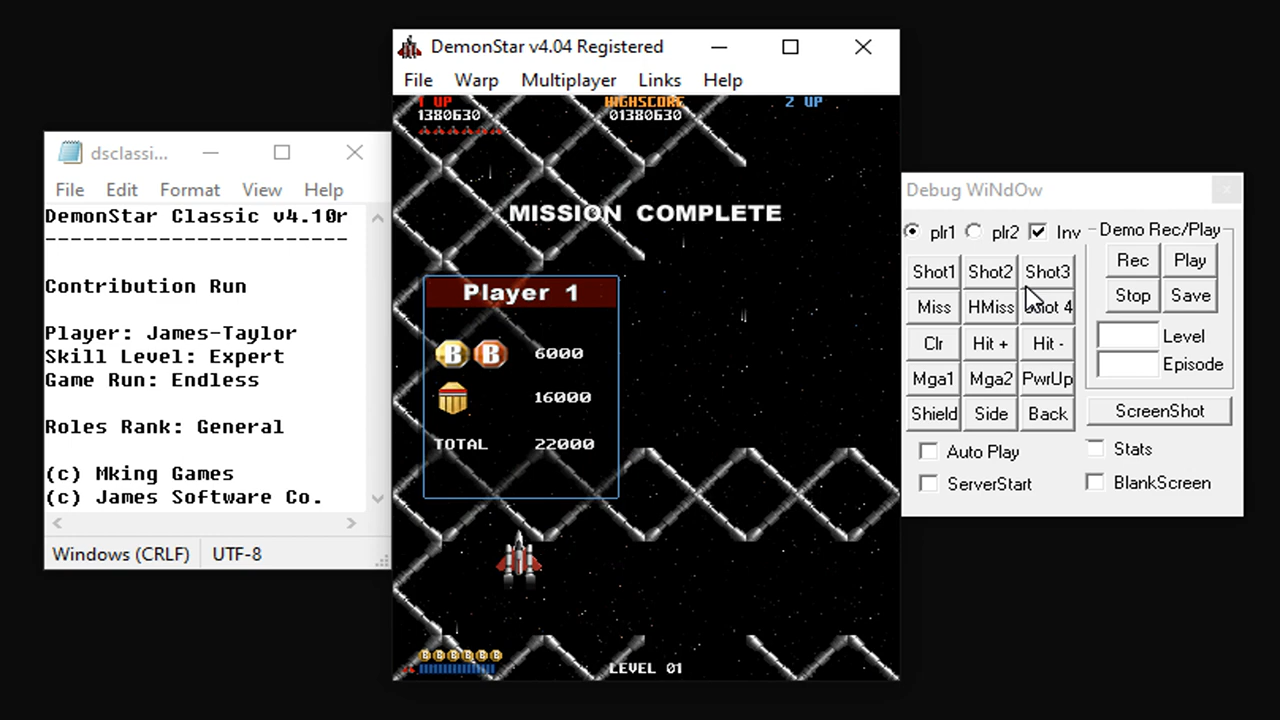 dsclassi...
File Edit Format View Help
DemonStar Classic v4.10r
------------------------
Contribution Run
Player: James-Taylor
Skill Level: Expert
Game Run: Endless
Roles Rank: General
(c) Mking Games
(c) James Software Co.
Windows (CRLF) UTF-8
DemonStar v4.04 Registered
File Warp Multiplayer Links Help
1 UP HIGHSCORE 2 UP
1380630 01380630
MISSION COMPLETE
Player 1
B B 6000
16000
TOTAL 22000
B B B B B B
LEVEL 01
Debug WiNdOw
plr1 plr2 Inv
Shot1 Shot2 Shot3
Miss HMiss Shot 4
Clr Hit + Hit -
Mga1 Mga2 PwrUp
Shield Side Back
Auto Play
ServerStart
Demo Rec/Play
Rec Play
Stop Save
Level
Episode
ScreenShot
Stats
BlankScreen